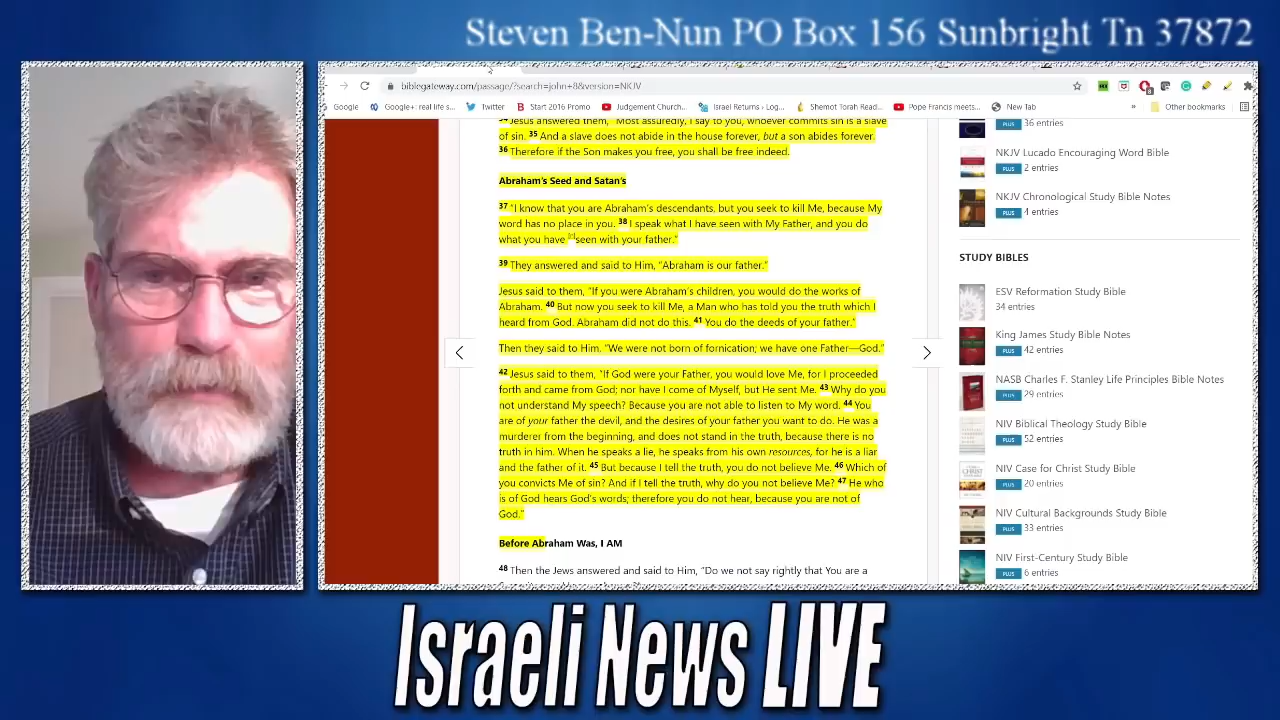 Steven Ben-Nun PO Box 156 Sunbright Tn 37872
biblegateway.com/passage/?search=john+8&version=NKJV
Google
Google+: real life s...
Twitter
Start 2016 Promo
Judgement Church...
Israel Returns › Log...
Shemot Torah Read...
Pope Francis meets...
New Tab
»
Other bookmarks
Jesus answered them, "Most assuredly, I say to you, whoever commits sin is a slave
of sin. 35 And a slave does not abide in the house forever, but a son abides forever.
36 Therefore if the Son makes you free, you shall be free indeed.
Abraham's Seed and Satan's
37 "I know that you are Abraham's descendants, but you seek to kill Me, because My
word has no place in you. 38 I speak what I have seen with My Father, and you do
what you have seen with your father."
39 They answered and said to Him, "Abraham is our father."
Jesus said to them, "If you were Abraham's children, you would do the works of
Abraham. 40 But now you seek to kill Me, a Man who has told you the truth which I
heard from God. Abraham did not do this. 41 You do the deeds of your father."
Then they said to Him, "We were not born of fornication; we have one Father—God."
42 Jesus said to them, "If God were your Father, you would love Me, for I proceeded
forth and came from God; nor have I come of Myself, but He sent Me. 43 Why do you
not understand My speech? Because you are not able to listen to My word. 44 You
are of your father the devil, and the desires of your father you want to do. He was a
murderer from the beginning, and does not stand in the truth, because there is no
truth in him. When he speaks a lie, he speaks from his own resources, for he is a liar
and the father of it. 45 But because I tell the truth, you do not believe Me. 46 Which of
you convicts Me of sin? And if I tell the truth, why do you not believe Me? 47 He who
is of God hears God's words; therefore you do not hear, because you are not of
God."
Before Abraham Was, I AM
48 Then the Jews answered and said to Him, "Do we not say rightly that You are a
PLUS 36 entries
NKJV Lucado Encouraging Word Bible
PLUS 2 entries
NKJV Chronological Study Bible Notes
PLUS 4 entries
STUDY BIBLES
ESV Reformation Study Bible
34 entries
King James Study Bible Notes
PLUS 42 entries
NASB Charles F. Stanley Life Principles Bible Notes
PLUS 29 entries
NIV Biblical Theology Study Bible
PLUS 32 entries
NIV Case for Christ Study Bible
PLUS 20 entries
NIV Cultural Backgrounds Study Bible
PLUS 33 entries
NIV First-Century Study Bible
PLUS 6 entries
Israeli News LIVE